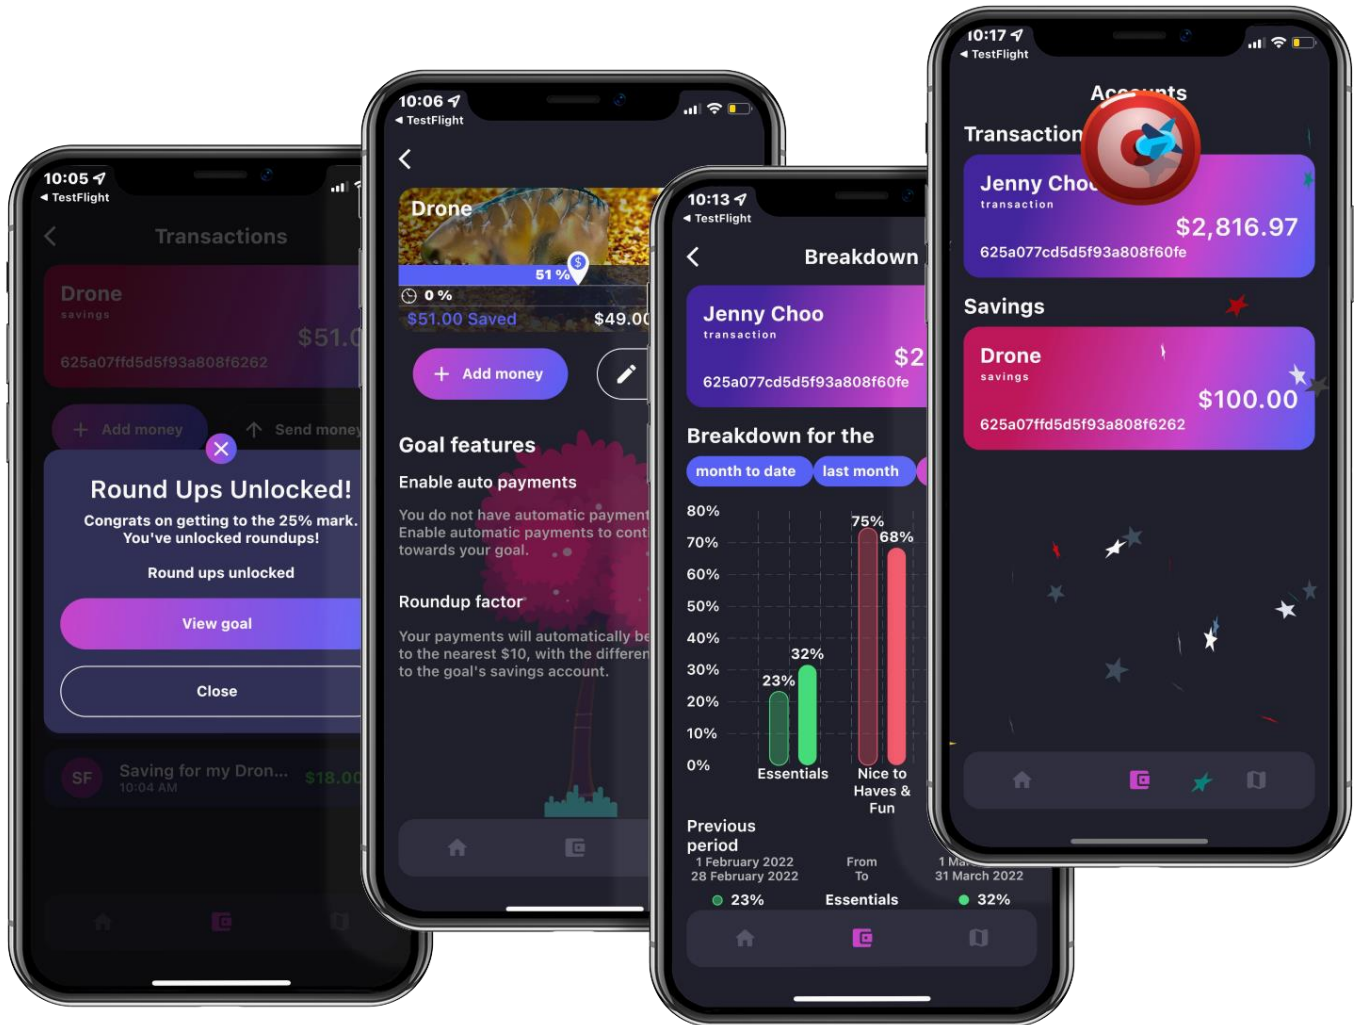 10:05
◀ TestFlight
Transactions
Drone
savings
$51.0
625a07ffd5d5f93a808f6262
+ Add money
↑ Send money
Round Ups Unlocked!
Congrats on getting to the 25% mark.
You've unlocked roundups!
Round ups unlocked
View goal
Close
SF
Saving for my Dron...
$18.00
10:04 AM
10:06
◀ TestFlight
Drone
51 %
$
0 %
$51.00 Saved
$49.00
+ Add money
Goal features
Enable auto payments
You do not have automatic payment
Enable automatic payments to cont
towards your goal.
Roundup factor
Your payments will automatically be
to the nearest $10, with the differen
to the goal's savings account.
10:13
◀ TestFlight
Breakdown
Jenny Choo
transaction
$2
625a077cd5d5f93a808f60fe
Breakdown for the
month to date
last month
80%
70%
60%
50%
40%
30%
20%
10%
0%
23%
32%
75%
68%
Essentials
Nice to
Haves &
Fun
Previous
period
1 February 2022
From
1 Mar
28 February 2022
To
31 March 2022
23%
Essentials
32%
10:17
◀ TestFlight
Accounts
Transaction
Jenny Choo
transaction
$2,816.97
625a077cd5d5f93a808f60fe
Savings
Drone
savings
$100.00
625a07ffd5d5f93a808f6262